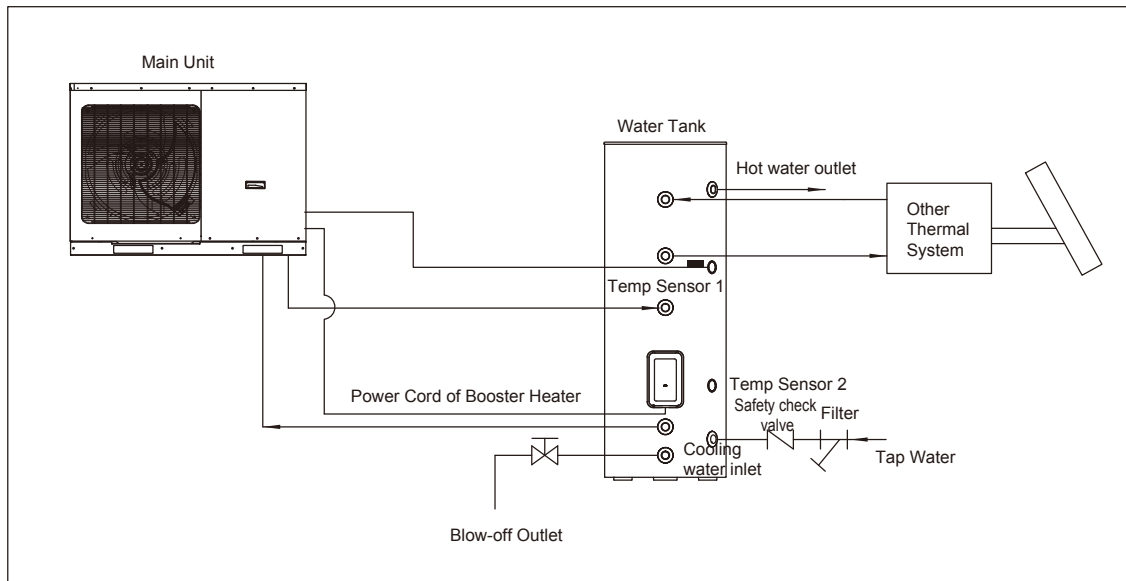 Main Unit
Water Tank
Hot water outlet
Other
Thermal
System
Temp Sensor 1
Power Cord of Booster Heater
Temp Sensor 2
Safety check
valve
Filter
Cooling
water inlet
Tap Water
Blow-off Outlet